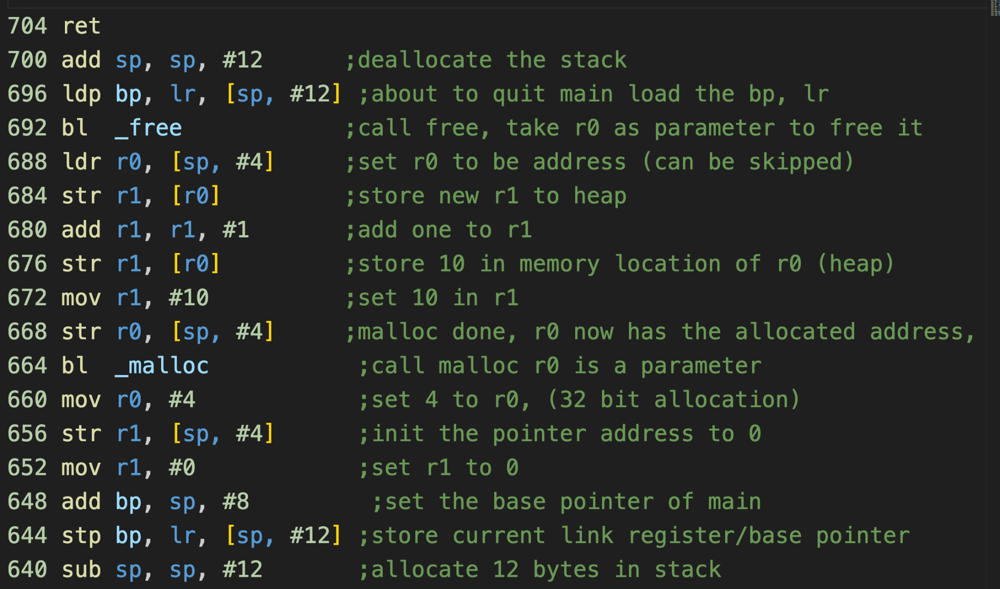 704 ret
700 add sp, sp, #12 ;deallocate the stack
696 ldp bp, lr, [sp, #12] ;about to quit main load the bp, lr
692 bl _free ;call free, take r0 as parameter to free it
688 ldr r0, [sp, #4] ;set r0 to be address (can be skipped)
684 str r1, [r0] ;store new r1 to heap
680 add r1, r1, #1 ;add one to r1
676 str r1, [r0] ;store 10 in memory location of r0 (heap)
672 mov r1, #10 ;set 10 in r1
668 str r0, [sp, #4] ;malloc done, r0 now has the allocated address,
664 bl _malloc ;call malloc r0 is a parameter
660 mov r0, #4 ;set 4 to r0, (32 bit allocation)
656 str r1, [sp, #4] ;init the pointer address to 0
652 mov r1, #0 ;set r1 to 0
648 add bp, sp, #8 ;set the base pointer of main
644 stp bp, lr, [sp, #12] ;store current link register/base pointer
640 sub sp, sp, #12 ;allocate 12 bytes in stack